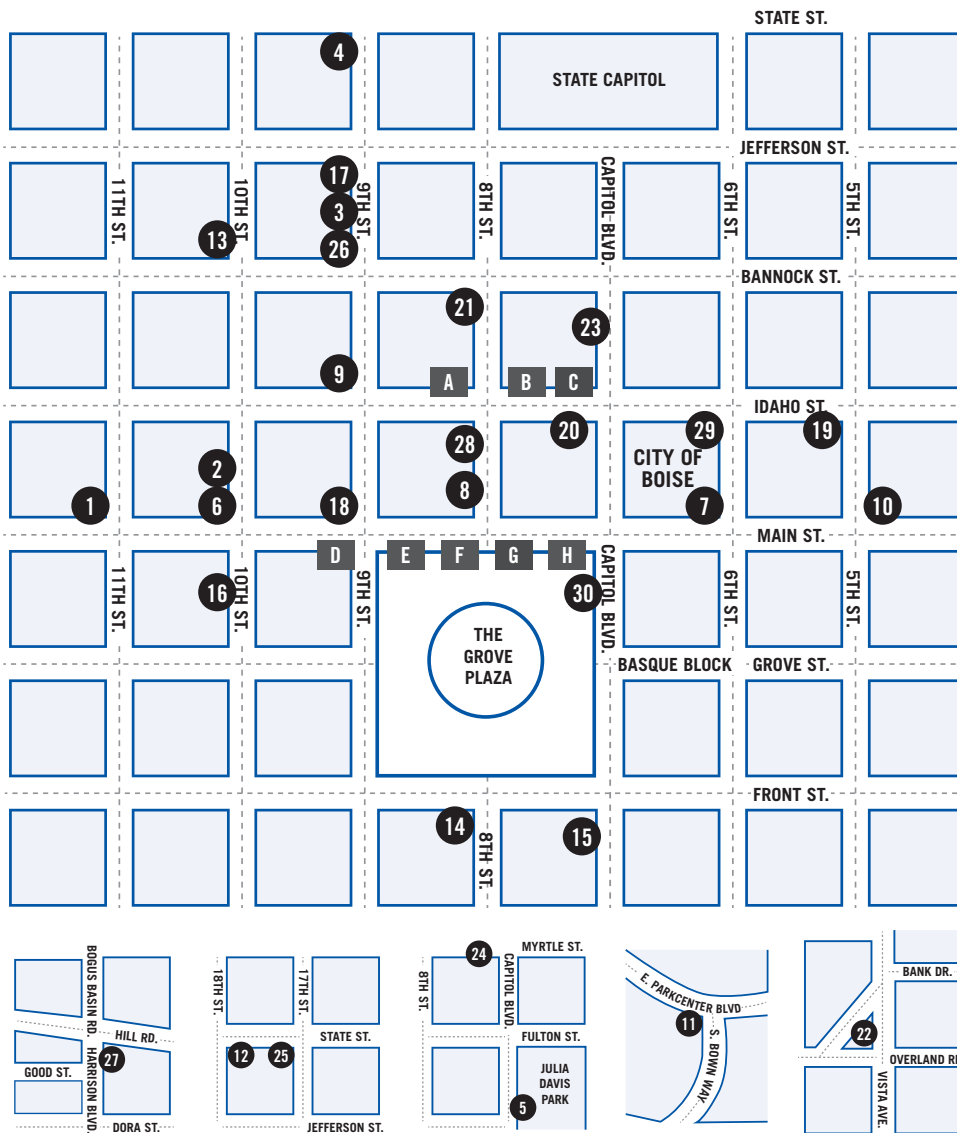 STATE ST.
4
STATE CAPITOL
JEFFERSON ST.
11TH ST.
10TH ST.
9TH ST.
8TH ST.
CAPITOL BLVD.
6TH ST.
5TH ST.
17
3
13
26
BANNOCK ST.
21
23
9
A
B
C
IDAHO ST.
20
29
19
28
2
CITY OF
BOISE
8
1
6
18
7
10
MAIN ST.
D
E
F
G
H
11TH ST.
10TH ST.
9TH ST.
CAPITOL BLVD.
6TH ST.
5TH ST.
16
30
THE
GROVE
PLAZA
BASQUE BLOCK
GROVE ST.
FRONT ST.
14
15
8TH ST.
BOGUS BASIN RD.
HILL RD.
27
GOOD ST.
HARRISON BLVD.
DORA ST.
18TH ST.
17TH ST.
STATE ST.
12
25
JEFFERSON ST.
MYRTLE ST.
24
8TH ST.
CAPITOL BLVD.
FULTON ST.
JULIA
DAVIS
PARK
5
E. PARKCENTER BLVD
11
S. BOWN WAY
BANK DR.
22
OVERLAND R
VISTA AVE.